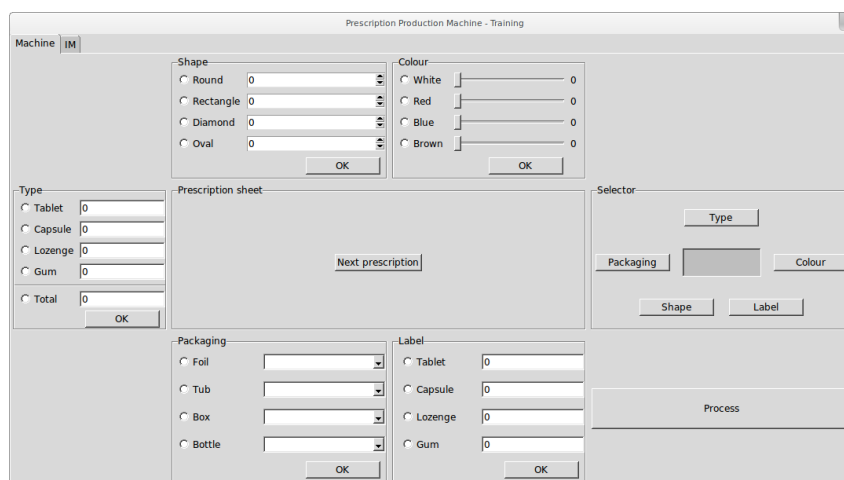 Prescription Production Machine - Training
Machine IM
Shape
Round 0
Rectangle 0
Diamond 0
Oval 0
OK
Colour
White 0
Red 0
Blue 0
Brown 0
OK
Type
Tablet 0
Capsule 0
Lozenge 0
Gum 0
Total 0
OK
Prescription sheet
Next prescription
Selector
Type
Packaging
Colour
Shape
Label
Packaging
Foil
Tub
Box
Bottle
OK
Label
Tablet 0
Capsule 0
Lozenge 0
Gum 0
OK
Process